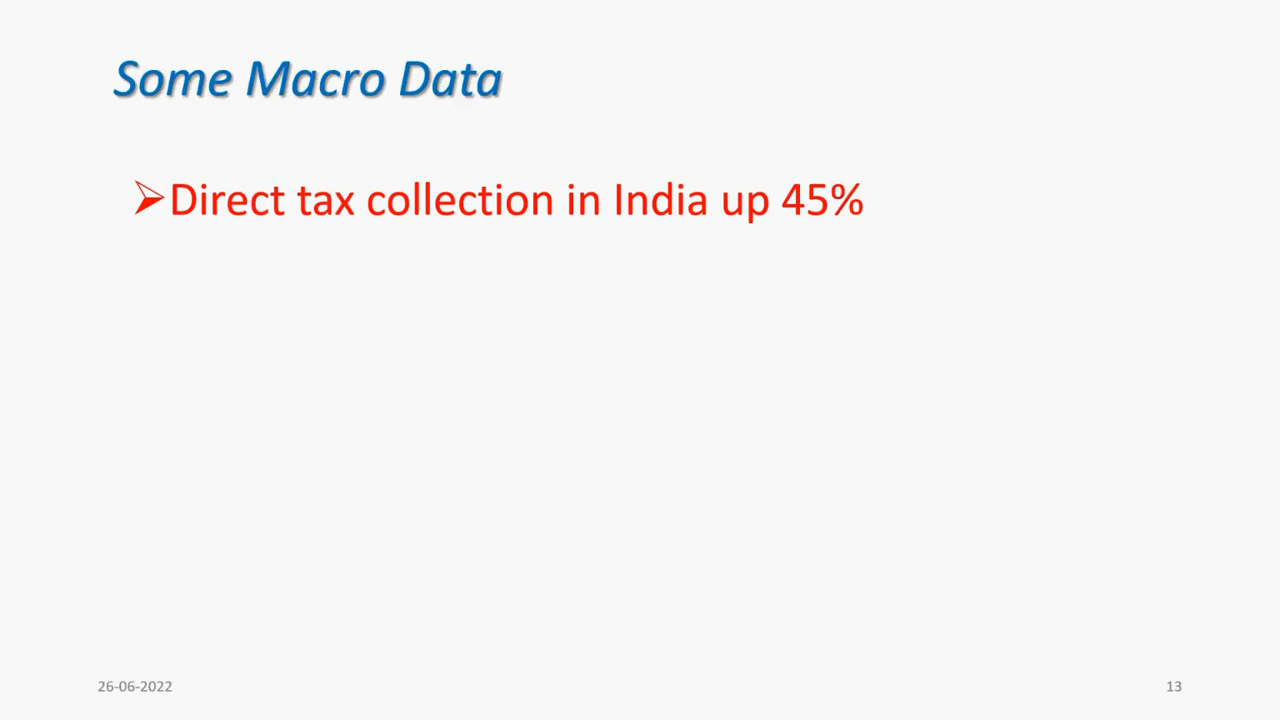 Some Macro Data
➢Direct tax collection in India up 45%
26-06-2022
13